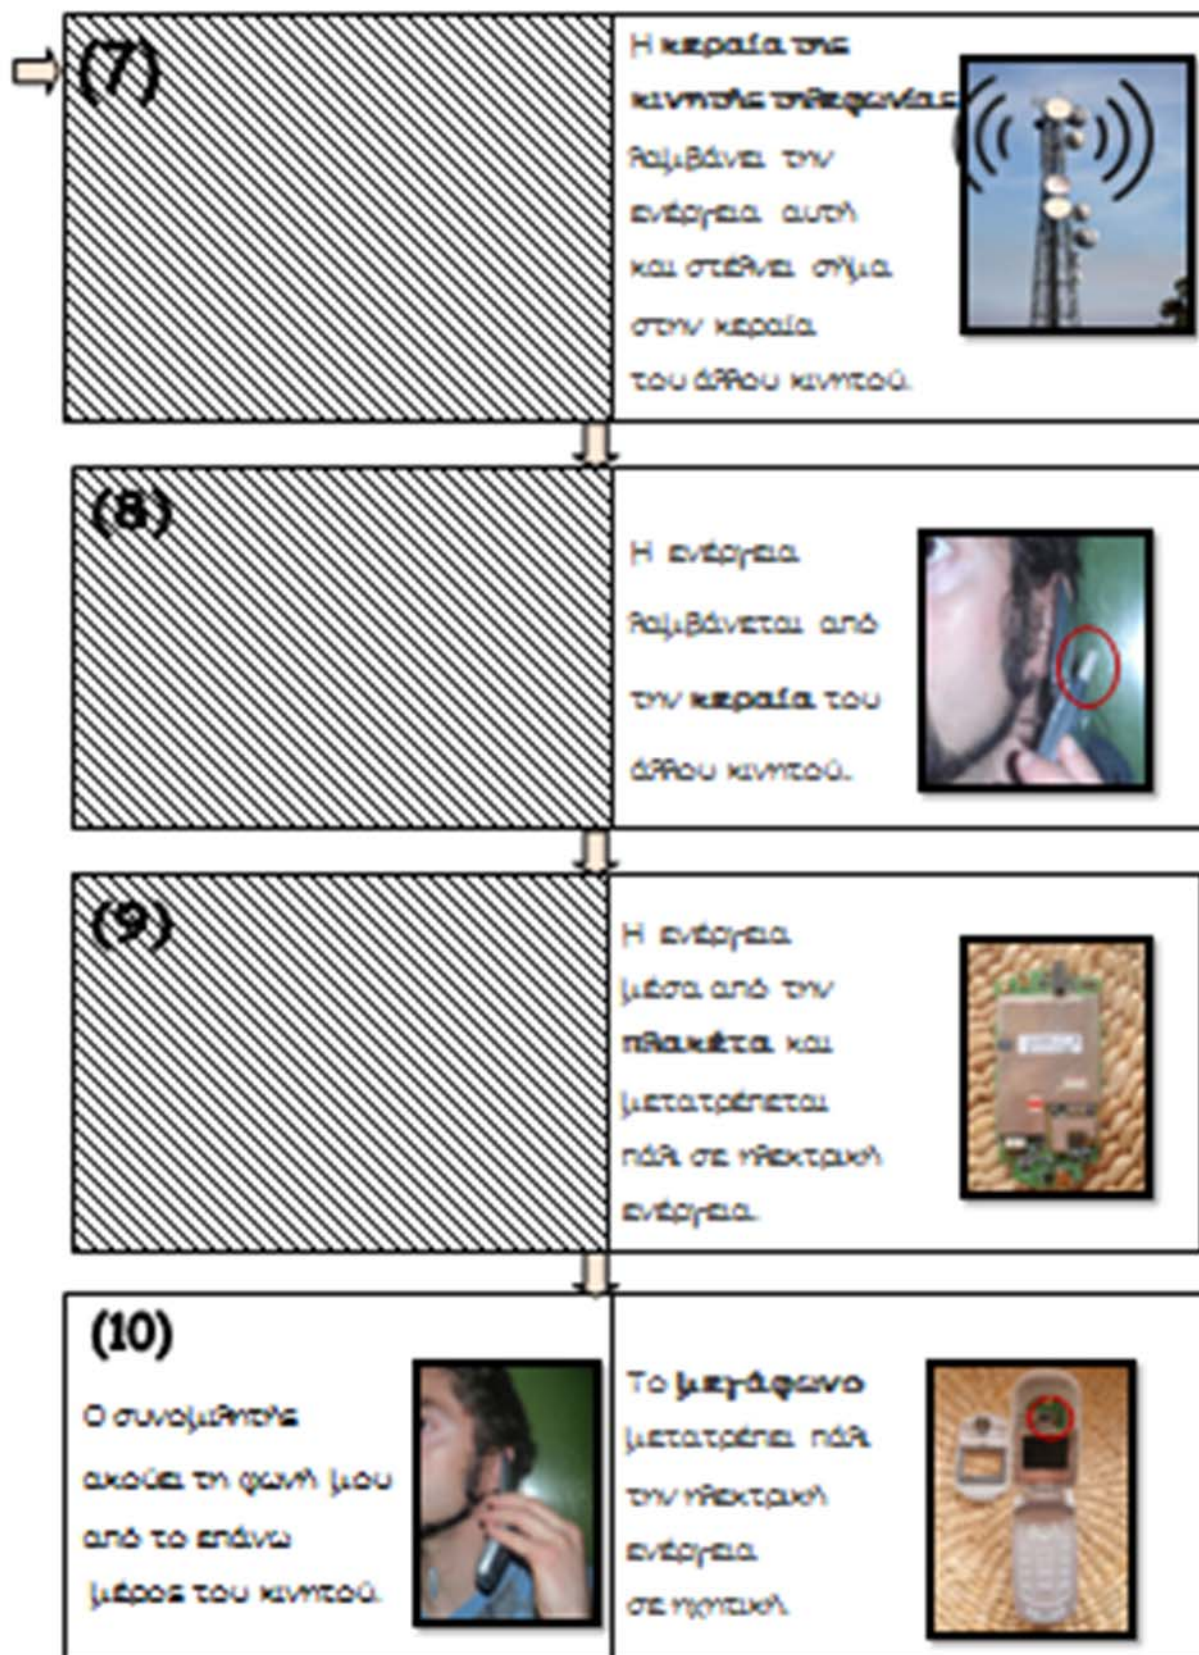 (7)
Η κεραία της
κινητής τηλεφωνίας
λαμβάνει την
ενέργεια αυτή
και στέλνει σήμα
στην κεραία
του άλλου κινητού.
(8)
Η ενέργεια
λαμβάνεται από
την κεραία του
άλλου κινητού.
(9)
Η ενέργεια
μέσα από την
πλακέτα και
μετατρέπεται
πάλι σε ηλεκτρική
ενέργεια.
(10)
Ο συνομιλητής
ακούει τη φωνή μου
από το επάνω
μέρος του κινητού.
Το μεγάφωνο
μετατρέπει πάλι
την ηλεκτρική
ενέργεια
σε ηχητική.